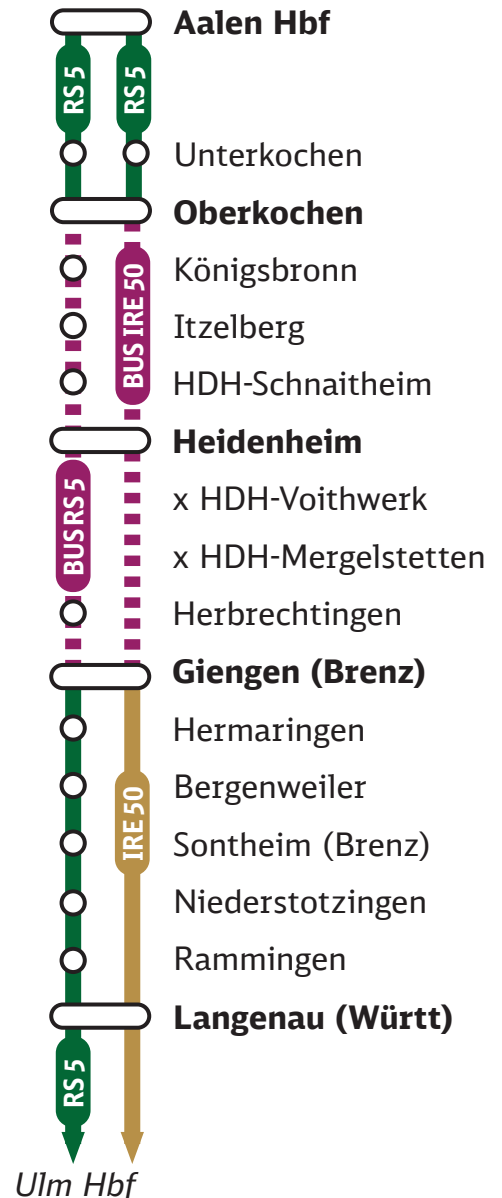 Aalen Hbf
RS 5
RS 5
Unterkochen
Oberkochen
Königsbronn
BUS IRE 50
Itzelberg
HDH-Schnaitheim
Heidenheim
BUS RS 5
x HDH-Voithwerk
x HDH-Mergelstetten
Herbrechtingen
Giengen (Brenz)
Hermaringen
Bergenweiler
IRE 50
Sontheim (Brenz)
Niederstotzingen
Rammingen
Langenau (Württ)
RS 5
Ulm Hbf